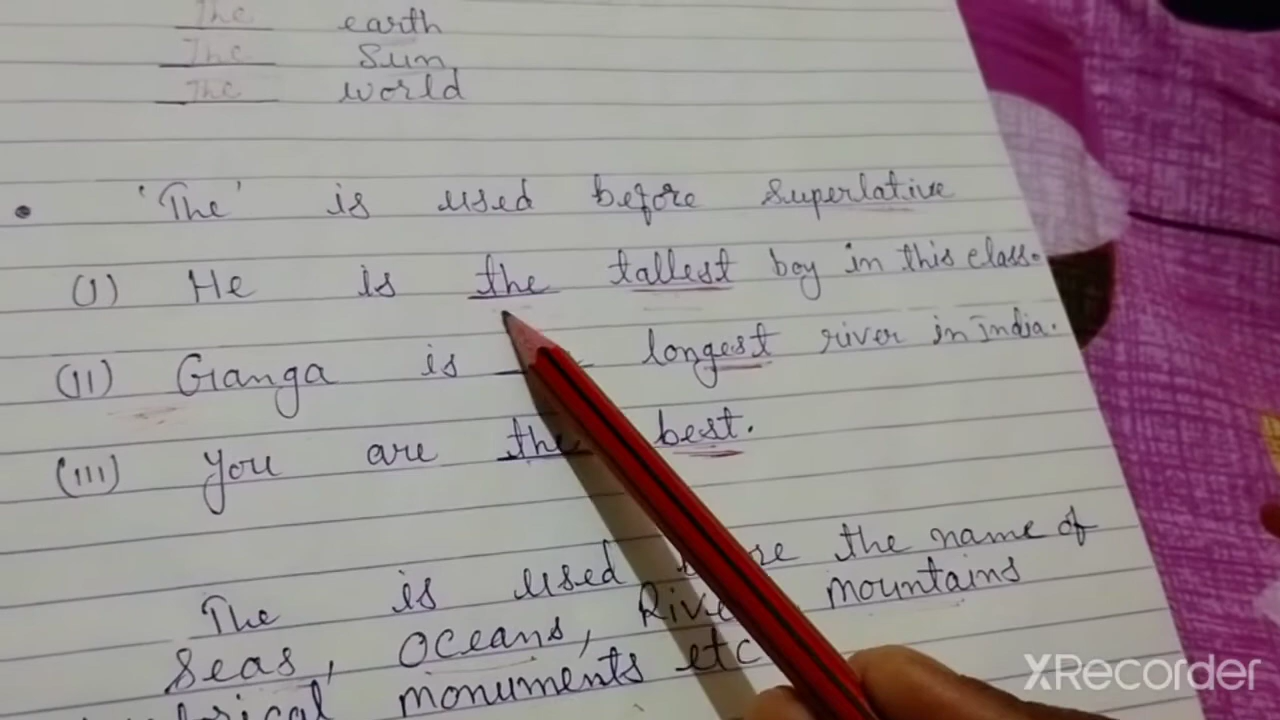 The earth
The Sun
The world
• 'The' is used before superlative
(I) He is the tallest boy in this class.
(II) Ganga is longest river in India.
(III) You are the best.
The is used the name of
Seas, Oceans, mountains
monuments etc
XRecorder